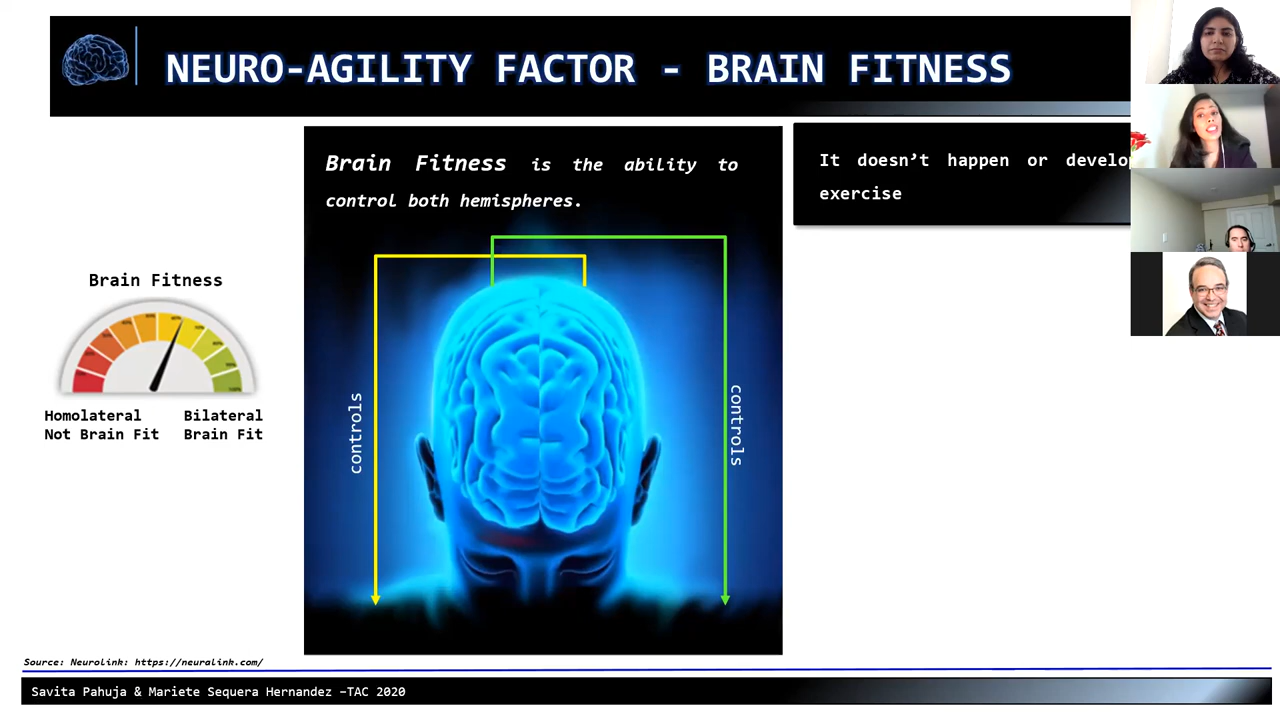 NEURO-AGILITY FACTOR - BRAIN FITNESS
Brain Fitness is the ability to
control both hemispheres.
It doesn't happen or
exercise
Brain Fitness
Homolateral
Not Brain Fit
Bilateral
Brain Fit
controls
controls
Source: Neurolink: https://neuralink.com/
Savita Pahuja & Mariete Sequera Hernandez –TAC 2020